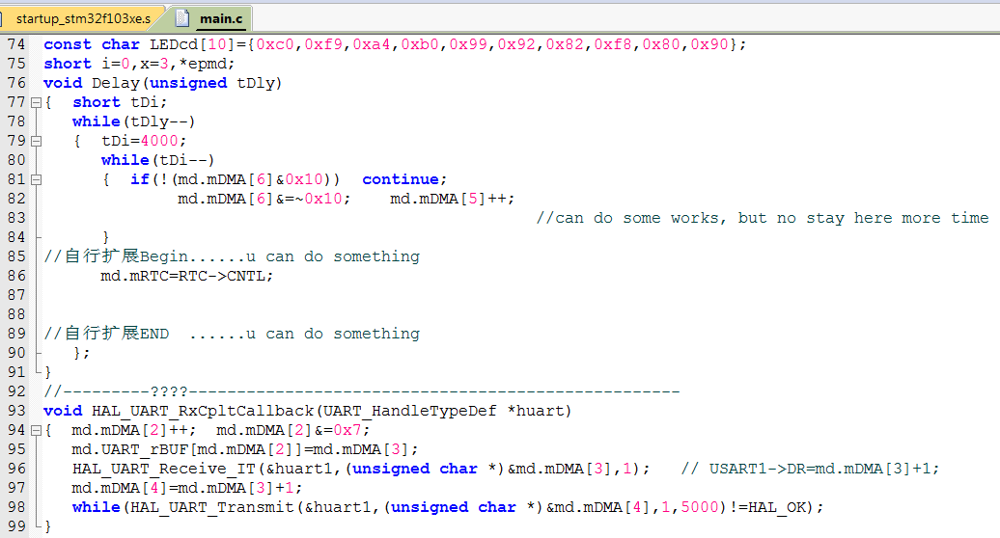 startup_stm32f103xe.s main.c
74 const char LEDcd[10]={0xc0,0xf9,0xa4,0xb0,0x99,0x92,0x82,0xf8,0x80,0x90};
75 short i=0,x=3,*epmd;
76 void Delay(unsigned tDly)
77 { short tDi;
78 while(tDly--)
79 { tDi=4000;
80 while(tDi--)
81 { if(!(md.mDMA[6]&0x10)) continue;
82 md.mDMA[6]&=~0x10; md.mDMA[5]++;
83 //can do some works, but no stay here more time
84 }
85 //自行扩展Begin......u can do something
86 md.mRTC=RTC->CNTL;
87
88
89 //自行扩展END ......u can do something
90 };
91 }
92 //---------????---------------------------------------------------
93 void HAL_UART_RxCpltCallback(UART_HandleTypeDef *huart)
94 { md.mDMA[2]++; md.mDMA[2]&=0x7;
95 md.UART_rBUF[md.mDMA[2]]=md.mDMA[3];
96 HAL_UART_Receive_IT(&huart1,(unsigned char *)&md.mDMA[3],1); // USART1->DR=md.mDMA[3]+1;
97 md.mDMA[4]=md.mDMA[3]+1;
98 while(HAL_UART_Transmit(&huart1,(unsigned char *)&md.mDMA[4],1,5000)!=HAL_OK);
99 }